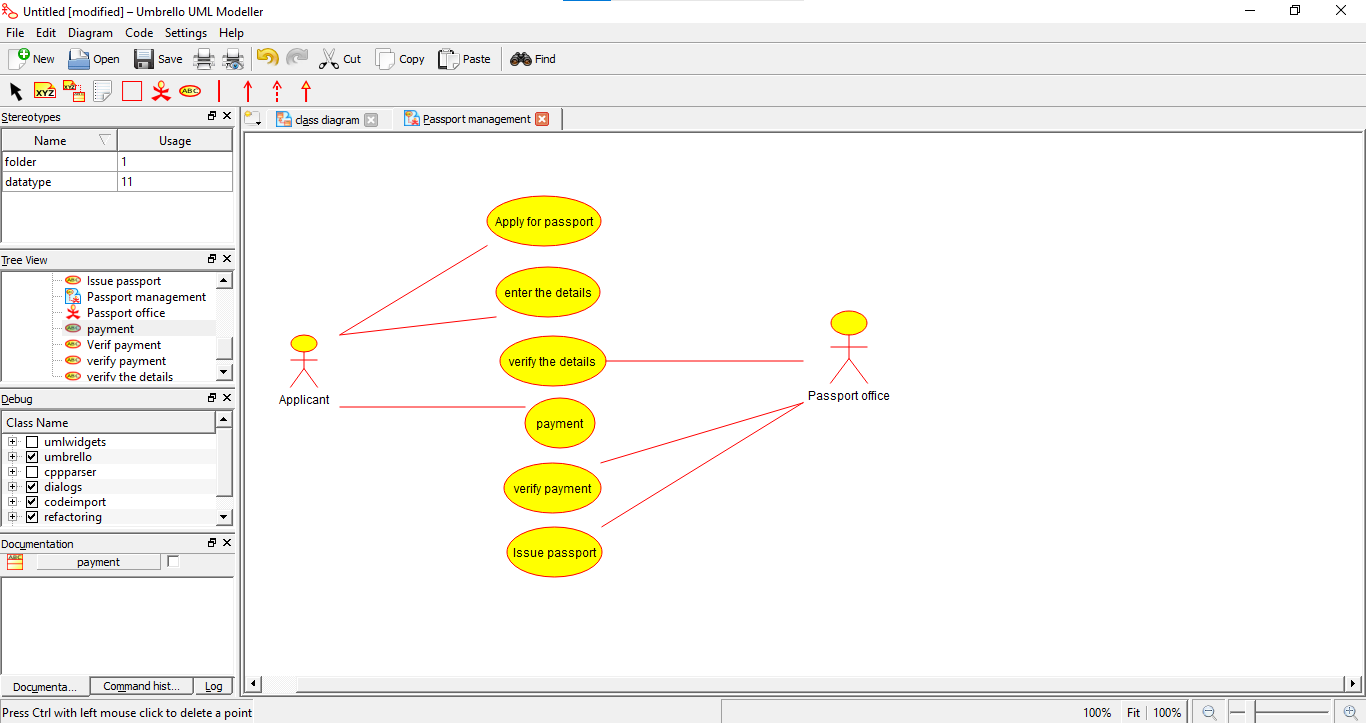 Untitled [modified] – Umbrello UML Modeller
File Edit Diagram Code Settings Help
New Open Save Cut Copy Paste Find
XYZ XYZ ABC
Stereotypes
Name Usage
folder 1
datatype 11
Tree View
Issue passport
Passport management
Passport office
payment
Verif payment
verify payment
verify the details
Debug
Class Name
umlwidgets
umbrello
cppparser
dialogs
codeimport
refactoring
Documentation
payment
Documenta... Command hist... Log
class diagram Passport management
Apply for passport
enter the details
verify the details
payment
verify payment
Issue passport
Applicant
Passport office
Press Ctrl with left mouse click to delete a point
100% Fit 100%